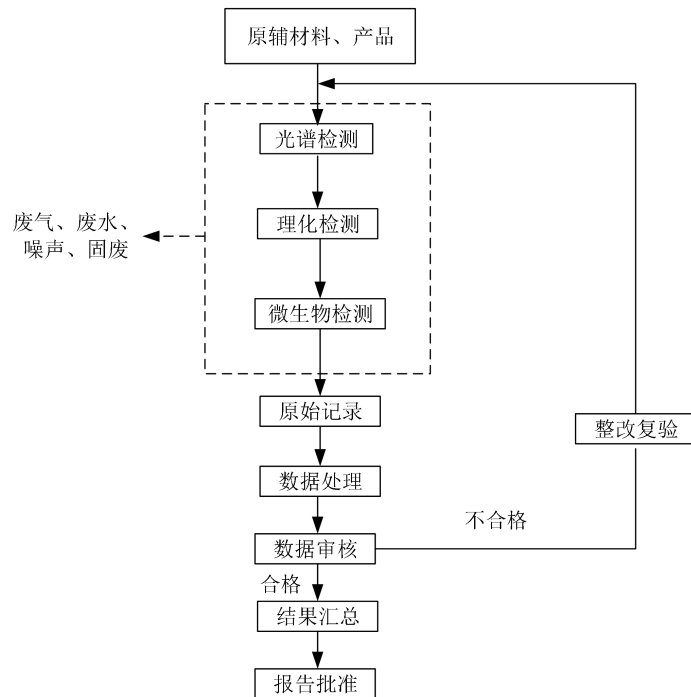 原辅材料、产品
光谱检测
理化检测
废气、废水、
噪声、固废
微生物检测
原始记录
整改复验
数据处理
不合格
数据审核
合格
结果汇总
报告批准